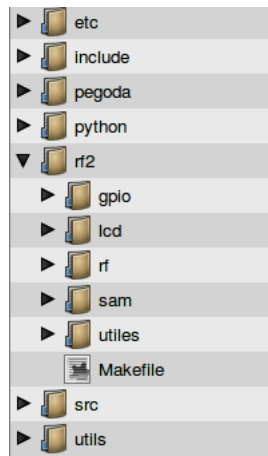 etc
include
pegoda
python
rf2
gpio
lcd
rf
sam
utiles
Makefile
src
utils